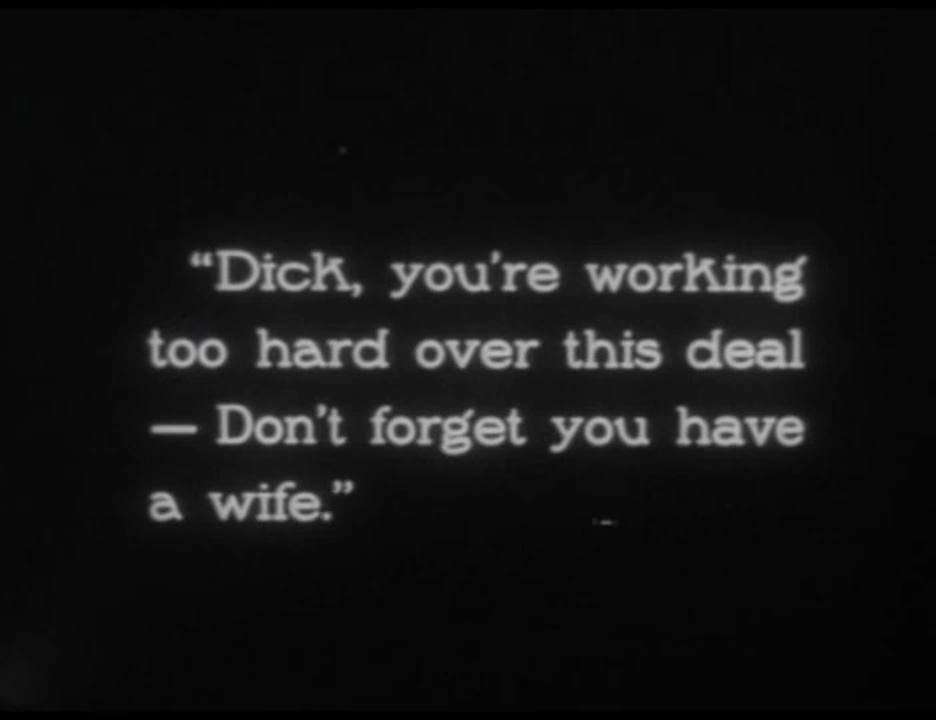 “Dick, you're working
too hard over this deal
— Don't forget you have
a wife.”